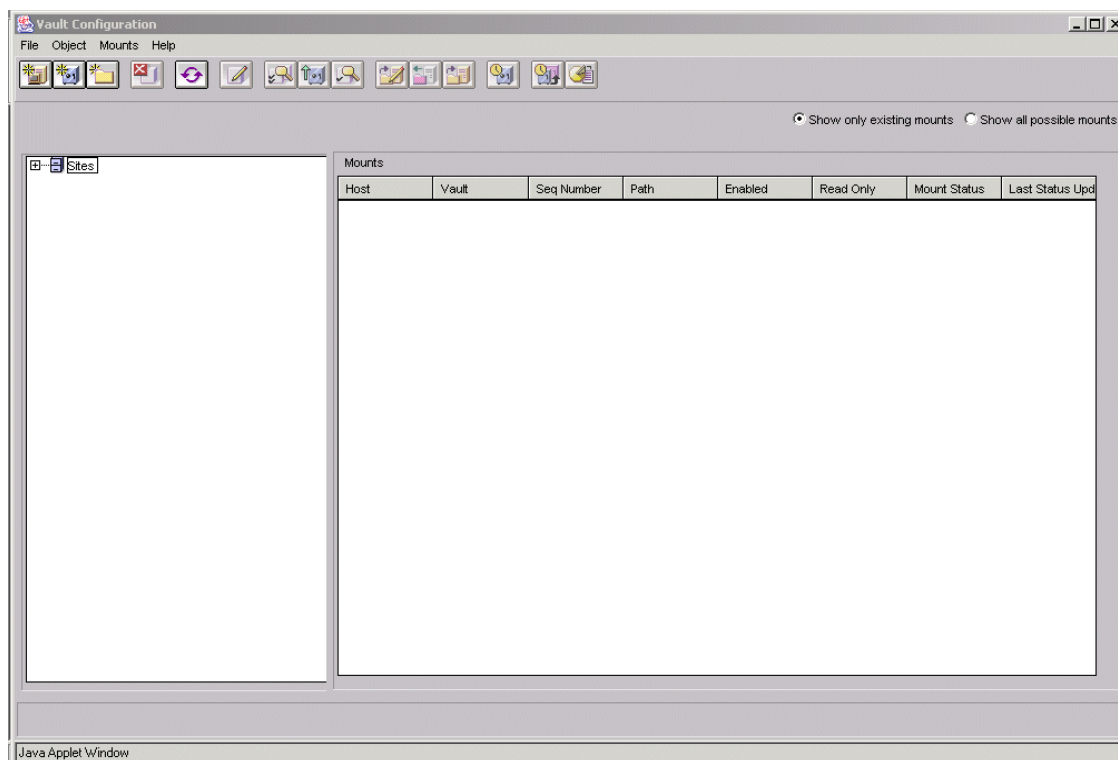 Vault Configuration
File Object Mounts Help
Show only existing mounts Show all possible mounts
Sites
Mounts
Host Vault Seq Number Path Enabled Read Only Mount Status Last Status Upd
Java Applet Window